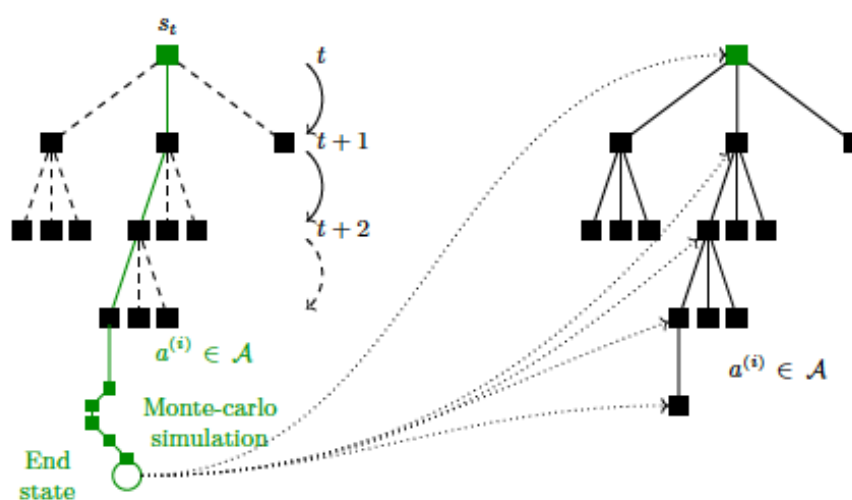 s_t
t
t + 1
t + 2
a^{(i)} ∈ 𝒜
Monte-carlo
simulation
End
state
a^{(i)} ∈ 𝒜